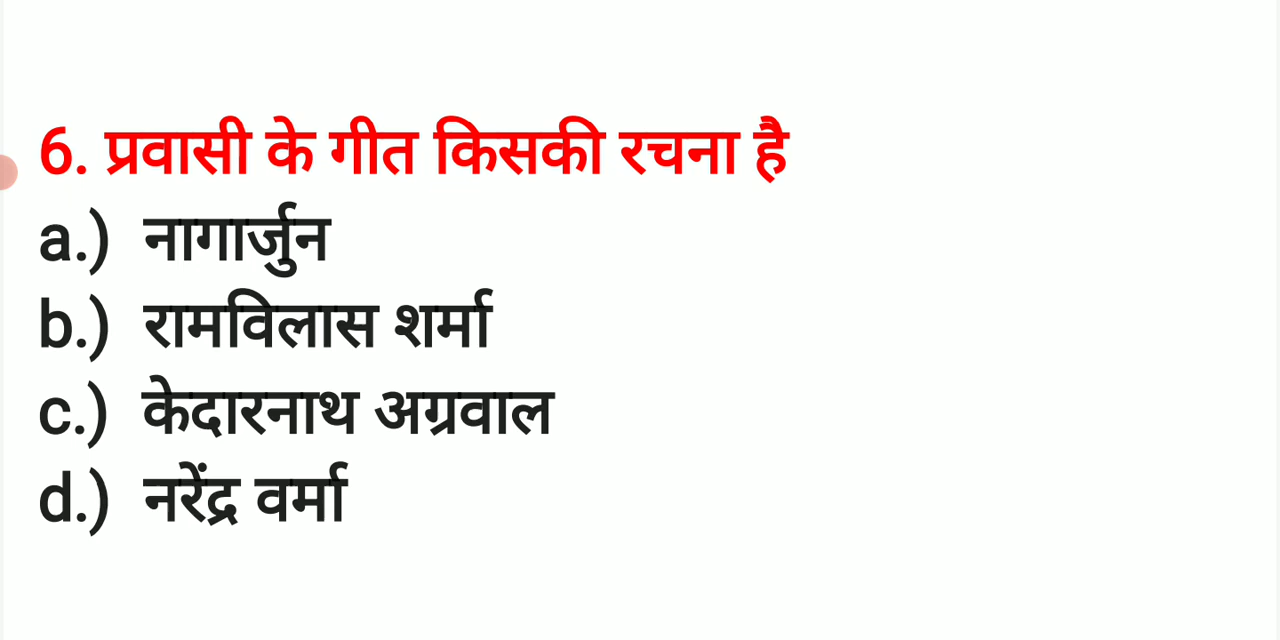 6. प्रवासी के गीत किसकी रचना है
a.) नागार्जुन
b.) रामविलास शर्मा
c.) केदारनाथ अग्रवाल
d.) नरेंद्र वर्मा